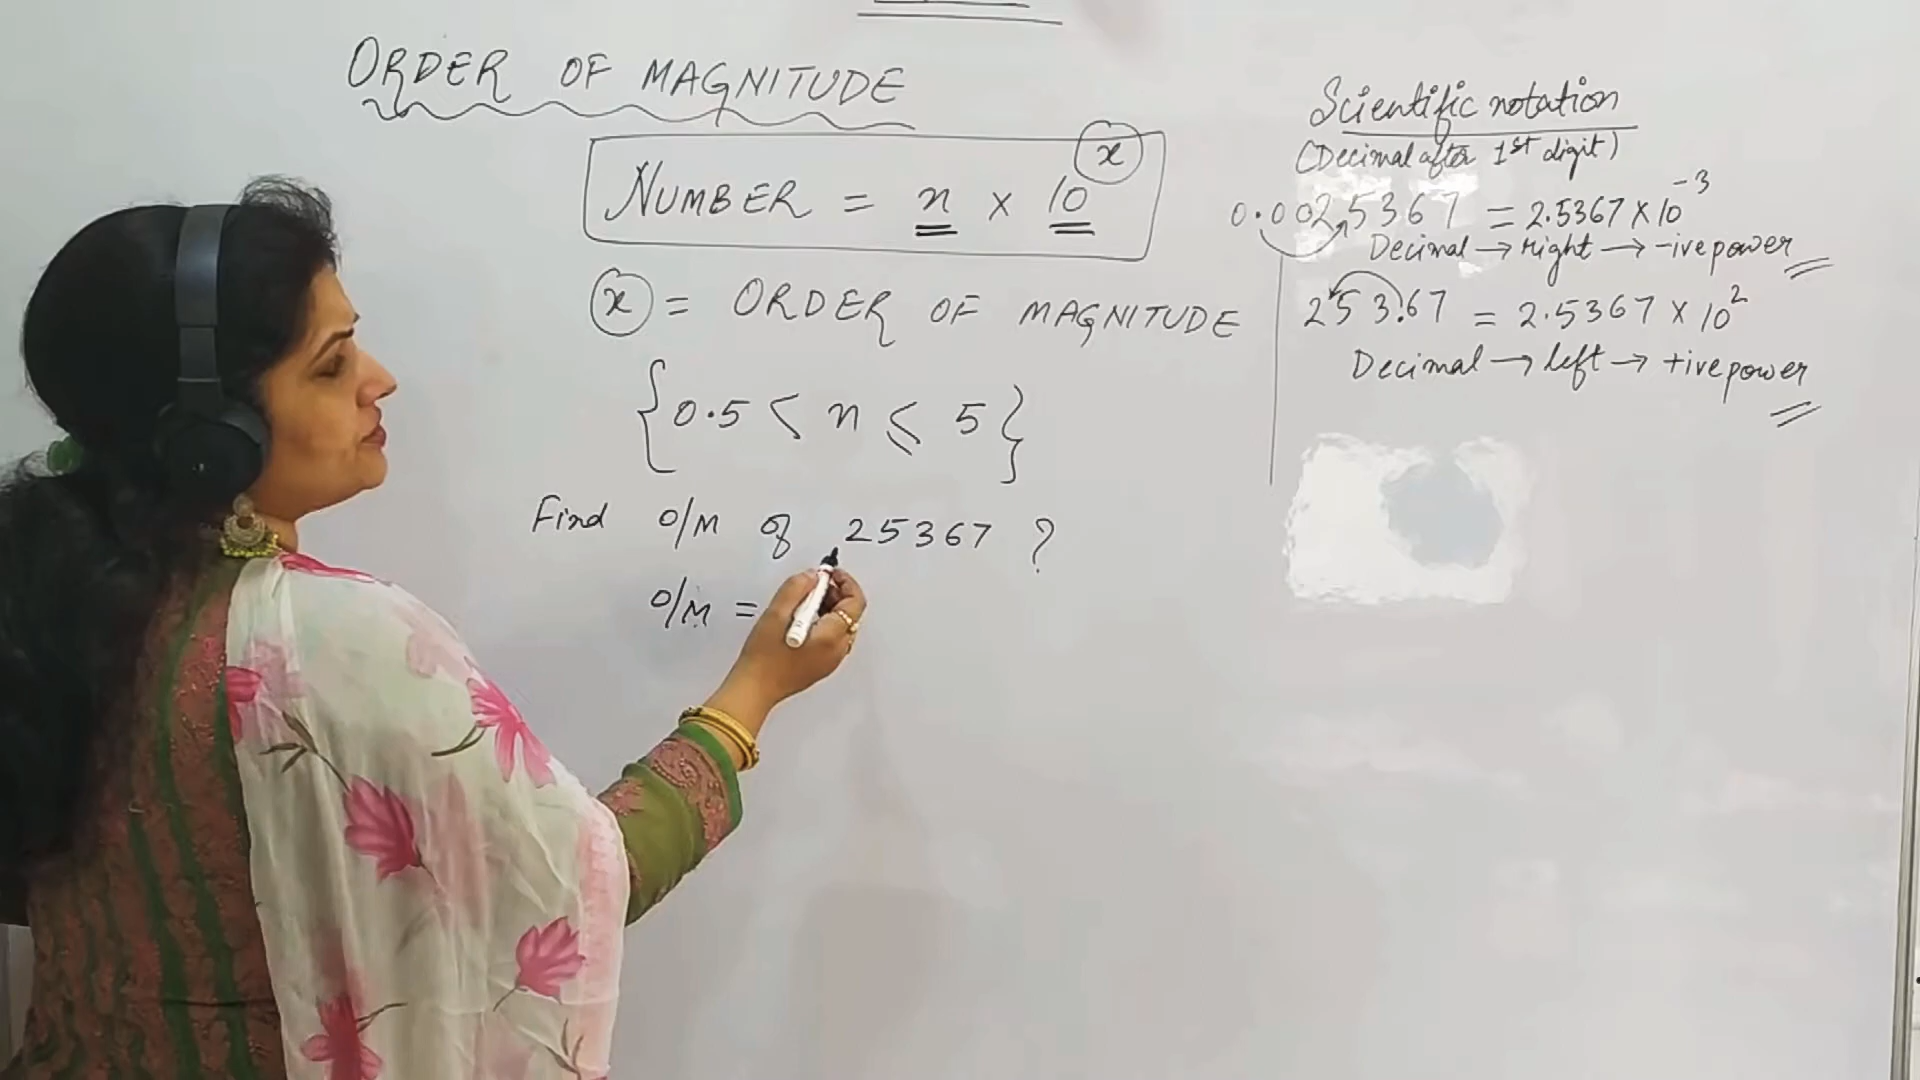 ORDER OF MAGNITUDE
NUMBER = n × 10^x
x = ORDER OF MAGNITUDE
{0.5 < n ≤ 5}
Find O/M of 25367 ?
O/M =
Scientific notation
(Decimal after 1st digit)
0.0025367 = 2.5367 × 10^-3
Decimal → right → -ive power
253.67 = 2.5367 × 10^2
Decimal → left → +ive power